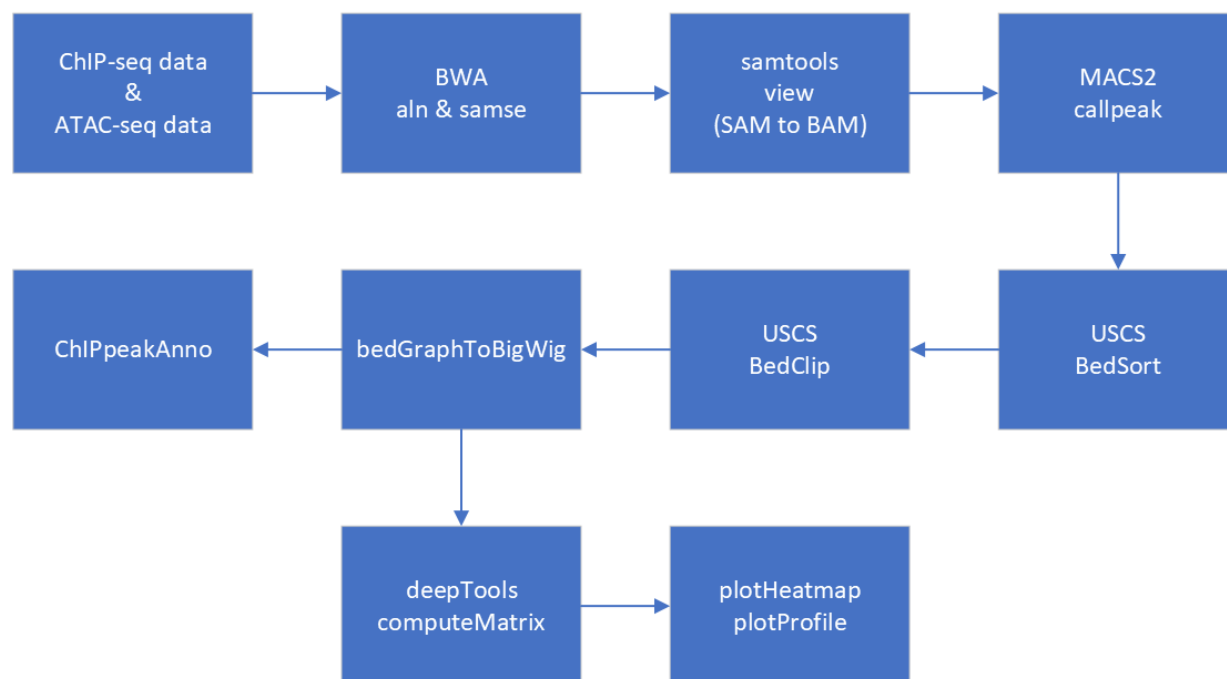 ChIP-seq data
&
ATAC-seq data
BWA
aln & samse
samtools
view
(SAM to BAM)
MACS2
callpeak
ChIPpeakAnno
bedGraphToBigWig
USCS
BedClip
USCS
BedSort
deepTools
computeMatrix
plotHeatmap
plotProfile